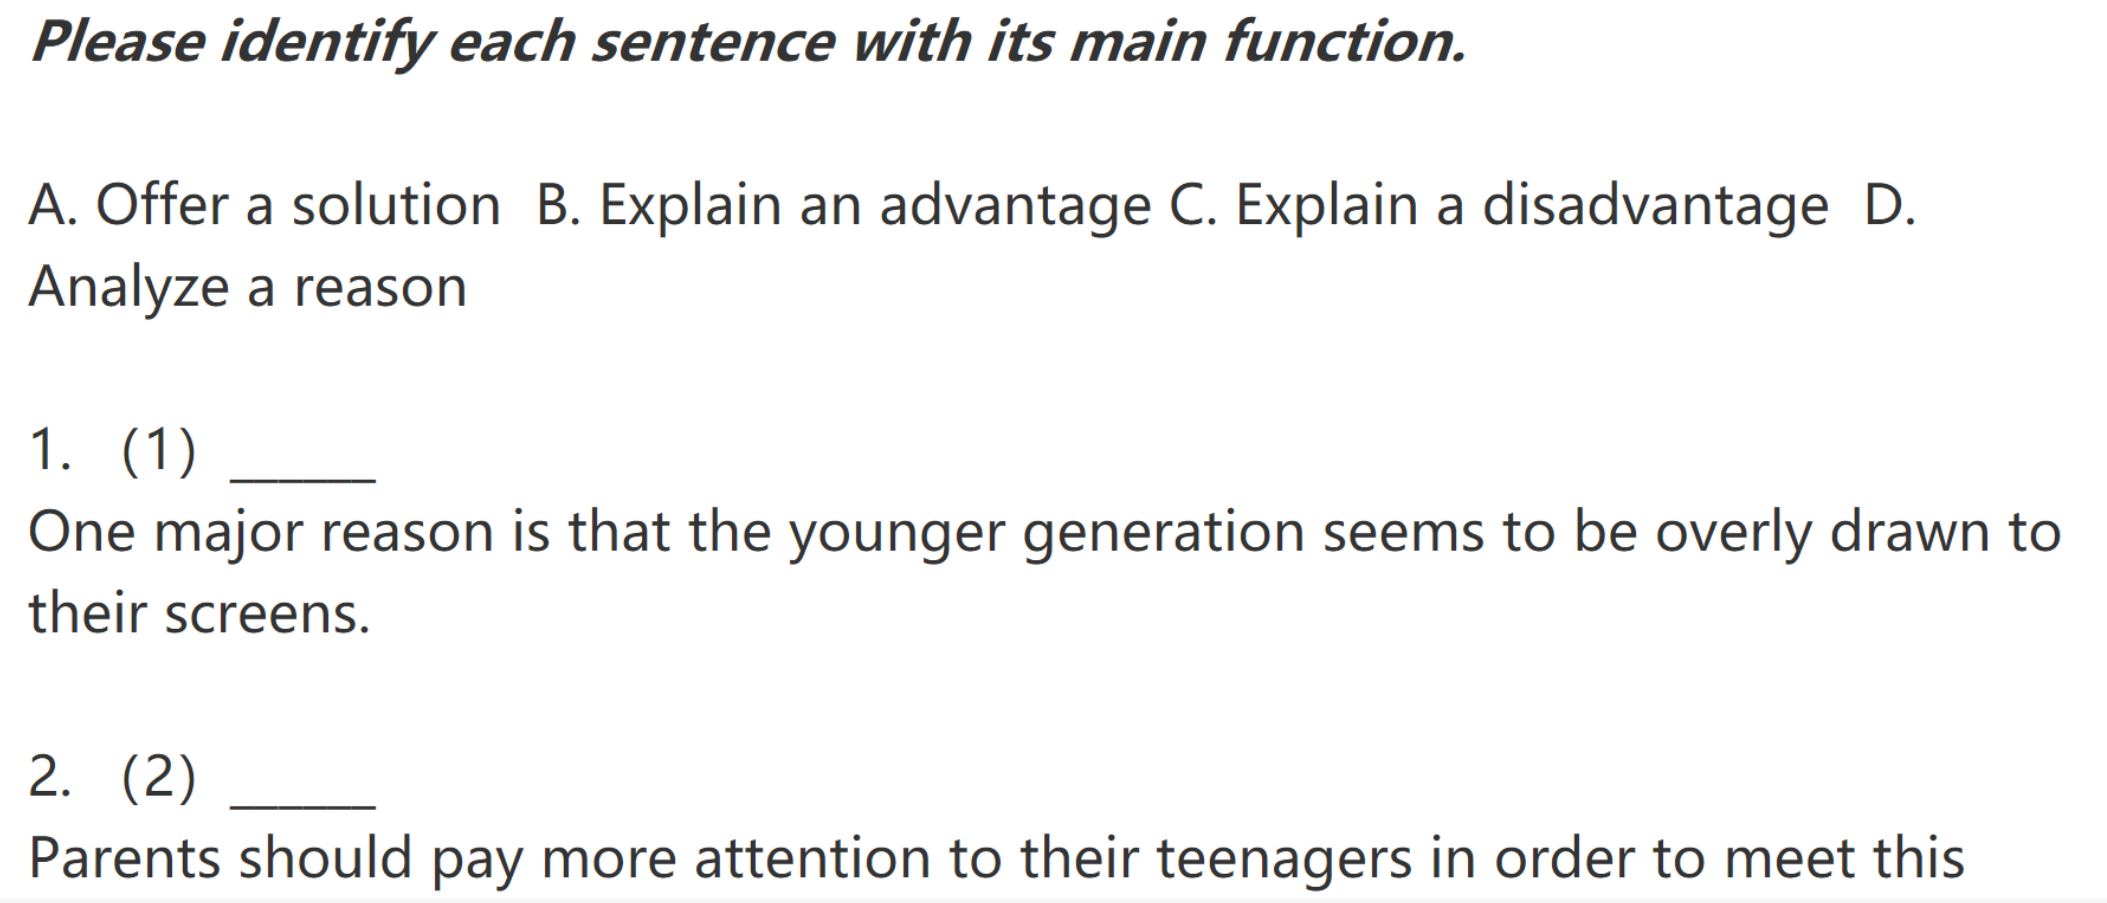 Please identify each sentence with its main function.
A. Offer a solution  B. Explain an advantage C. Explain a disadvantage  D.
Analyze a reason
1.  (1) ______
One major reason is that the younger generation seems to be overly drawn to
their screens.
2.  (2) ______
Parents should pay more attention to their teenagers in order to meet this